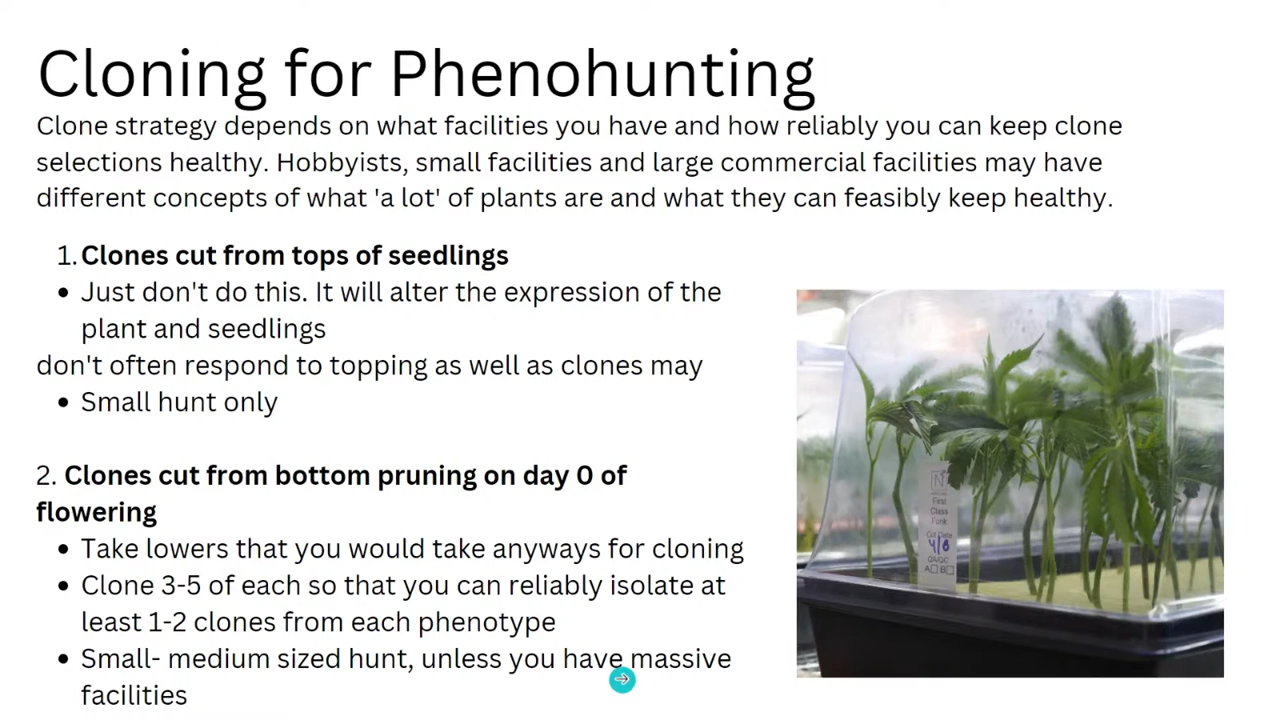 Cloning for Phenohunting
Clone strategy depends on what facilities you have and how reliably you can keep clone
selections healthy. Hobbyists, small facilities and large commercial facilities may have
different concepts of what 'a lot' of plants are and what they can feasibly keep healthy.
1. Clones cut from tops of seedlings
• Just don't do this. It will alter the expression of the
plant and seedlings
don't often respond to topping as well as clones may
• Small hunt only
2. Clones cut from bottom pruning on day 0 of
flowering
• Take lowers that you would take anyways for cloning
• Clone 3-5 of each so that you can reliably isolate at
least 1-2 clones from each phenotype
• Small- medium sized hunt, unless you have massive
facilities
N
First
Class
Funk
Cut Date
4/8
QA/QC
A B